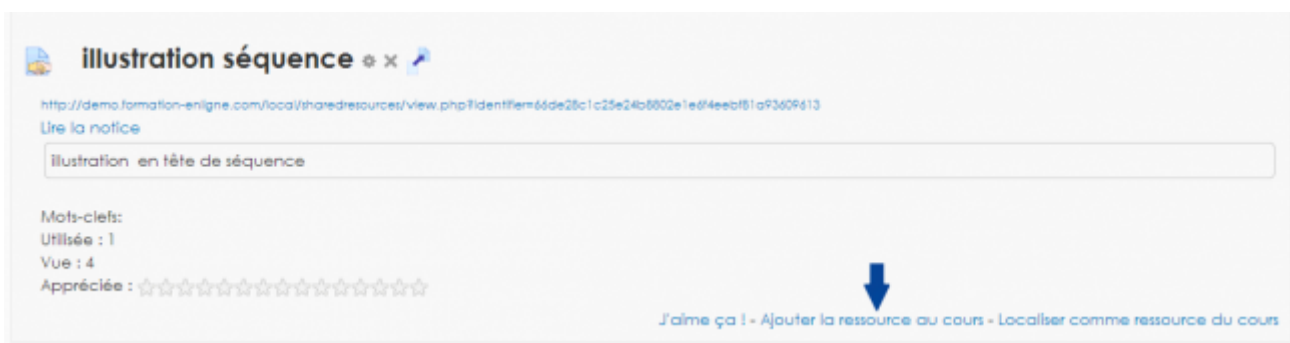 illustration séquence
http://demo.formation-enligne.com/local/sharedresources/view.php?identifier=66de28c1c25e24b8802e1e6f4eebf81a93609613
Lire la notice
illustration en tête de séquence
Mots-clefs:
Utilisée : 1
Vue : 4
Appréciée :
J'aime ça ! - Ajouter la ressource au cours - Localiser comme ressource du cours